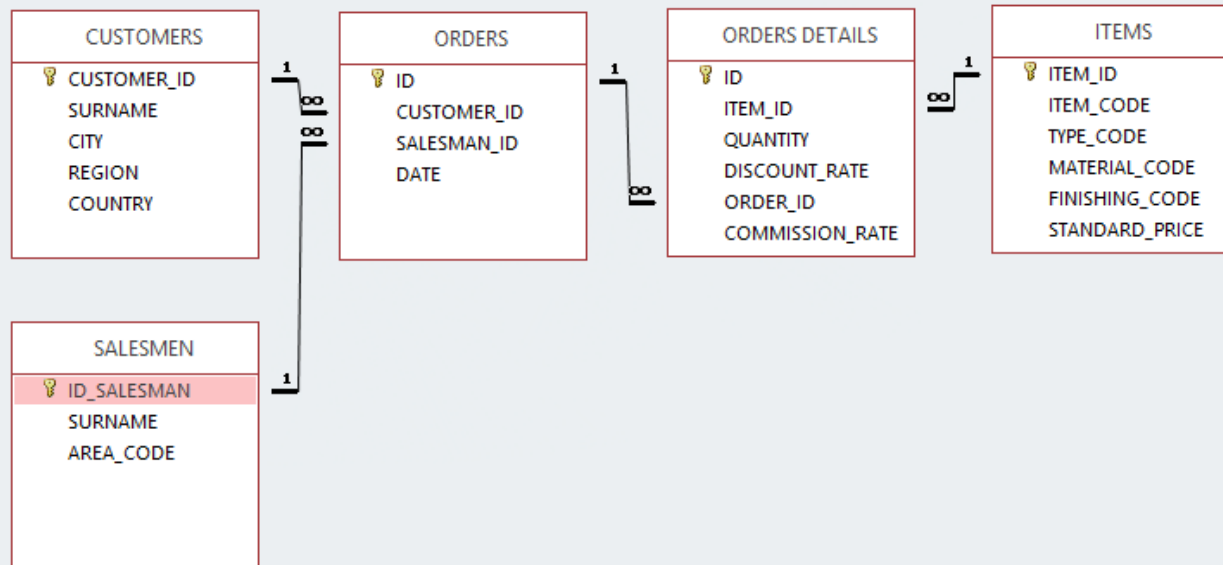 CUSTOMERS
CUSTOMER_ID
SURNAME
CITY
REGION
COUNTRY
1
∞
∞
ORDERS
ID
CUSTOMER_ID
SALESMAN_ID
DATE
1
∞
ORDERS DETAILS
ID
ITEM_ID
QUANTITY
DISCOUNT_RATE
ORDER_ID
COMMISSION_RATE
1
∞
ITEMS
ITEM_ID
ITEM_CODE
TYPE_CODE
MATERIAL_CODE
FINISHING_CODE
STANDARD_PRICE
SALESMEN
ID_SALESMAN
SURNAME
AREA_CODE
1